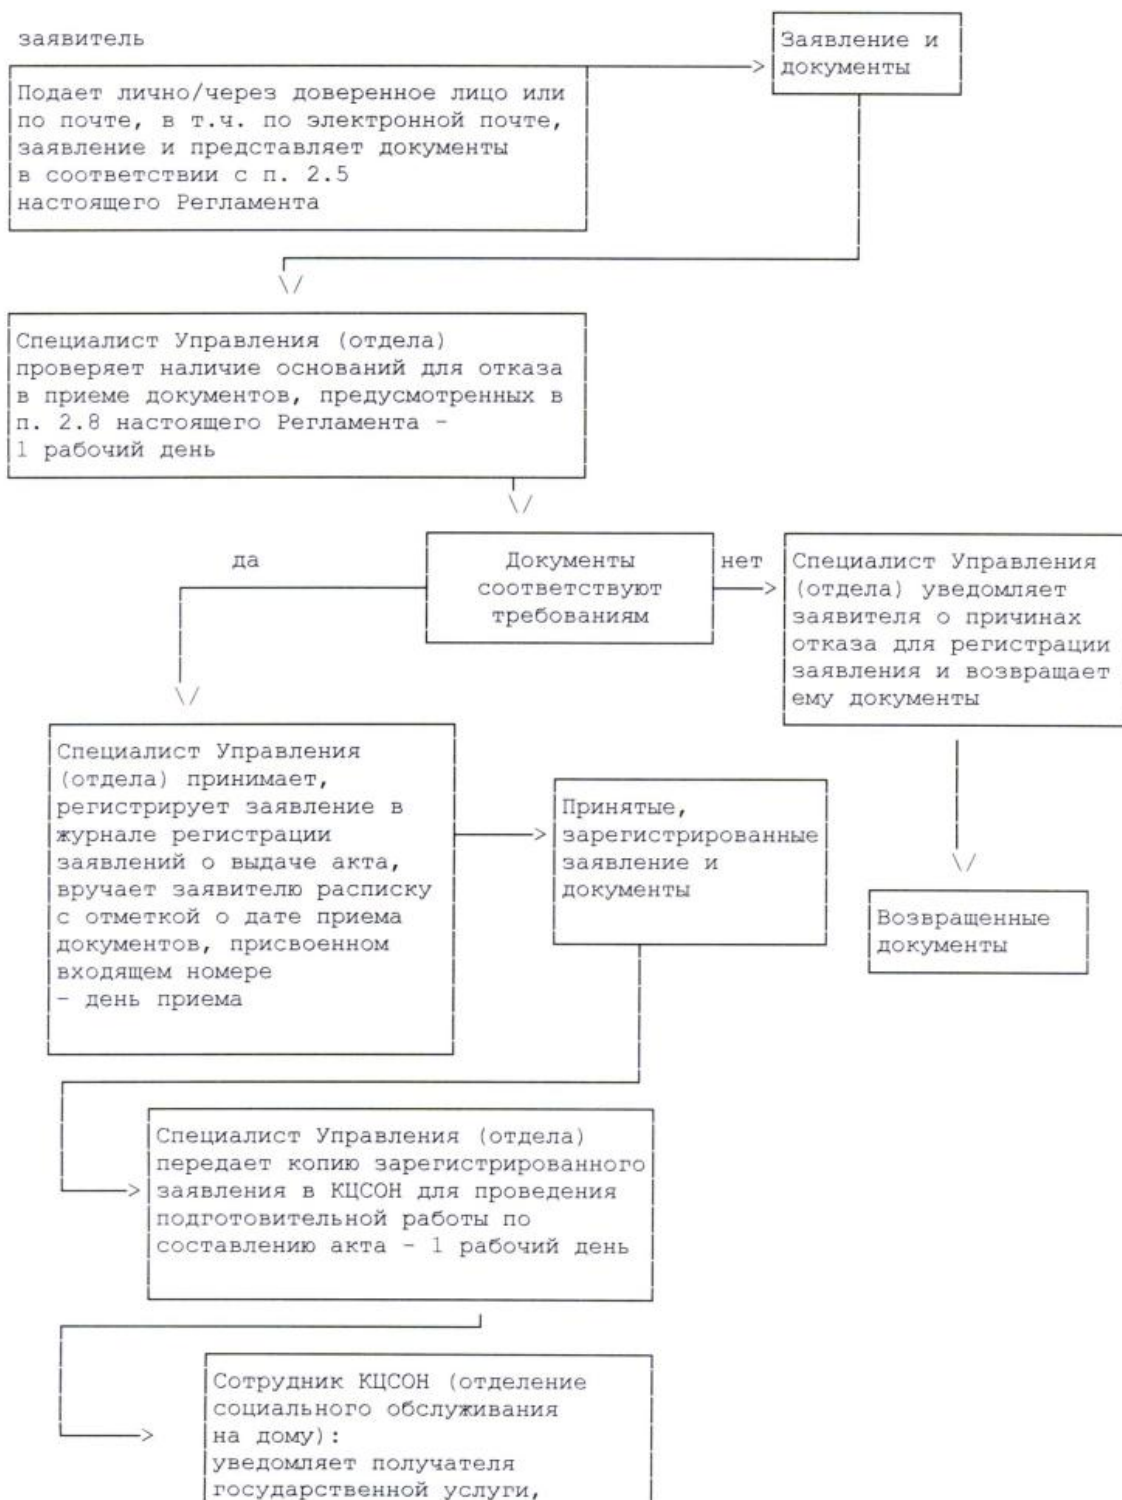 заявитель
Заявление и
документы
Подает лично/через доверенное лицо или
по почте, в т.ч. по электронной почте,
заявление и представляет документы
в соответствии с п. 2.5
настоящего Регламента
Специалист Управления (отдела)
проверяет наличие оснований для отказа
в приеме документов, предусмотренных в
п. 2.8 настоящего Регламента -
1 рабочий день
да
Документы
соответствуют
требованиям
нет
Специалист Управления
(отдела) уведомляет
заявителя о причинах
отказа для регистрации
заявления и возвращает
ему документы
Специалист Управления
(отдела) принимает,
регистрирует заявление в
журнале регистрации
заявлений о выдаче акта,
вручает заявителю расписку
с отметкой о дате приема
документов, присвоенном
входящем номере
- день приема
Принятые,
зарегистрированные
заявление и
документы
Возвращенные
документы
Специалист Управления (отдела)
передает копию зарегистрированного
заявления в КЦСОН для проведения
подготовительной работы по
составлению акта - 1 рабочий день
Сотрудник КЦСОН (отделение
социального обслуживания
на дому):
уведомляет получателя
государственной услуги,